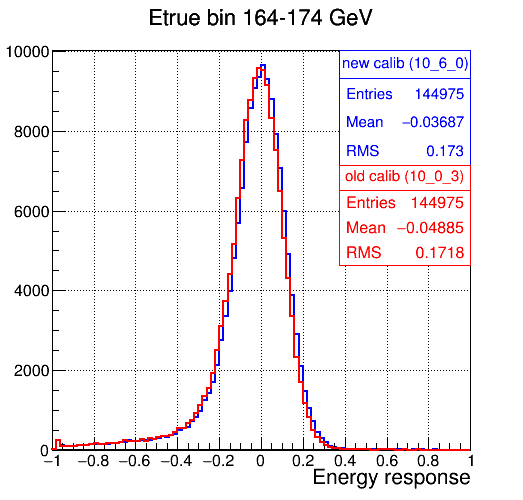 Etrue bin 164-174 GeV
new calib (10_6_0)
Entries 144975
Mean −0.03687
RMS 0.173
old calib (10_0_3)
Entries 144975
Mean −0.04885
RMS 0.1718
10000
8000
6000
4000
2000
0
−1 −0.8 −0.6 −0.4 −0.2 0 0.2 0.4 0.6 0.8 1
Energy response